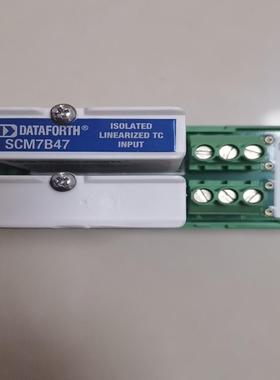 DATAFORTH®
SCM7B47
ISOLATED
LINEARIZED TC
INPUT